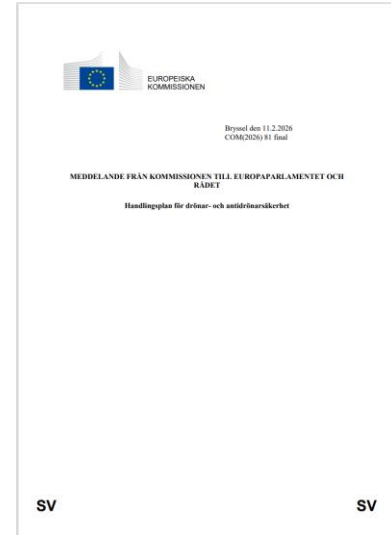 EUROPEISKA
KOMMISSIONEN
Bryssel den 11.2.2026
COM(2026) 81 final
MEDDELANDE FRÅN KOMMISSIONEN TILL EUROPAPARLAMENTET OCH
RÅDET
Handlingsplan för drönar- och antidrönarsäkerhet
SV SV